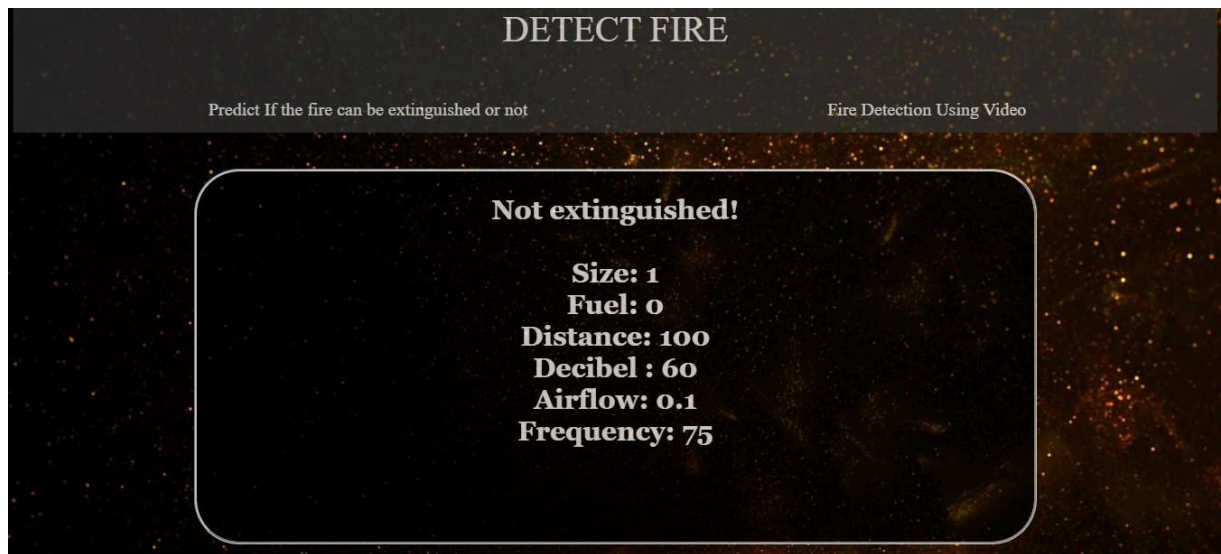 DETECT FIRE
Predict If the fire can be extinguished or not
Fire Detection Using Video
Not extinguished!
Size: 1
Fuel: 0
Distance: 100
Decibel : 60
Airflow: 0.1
Frequency: 75